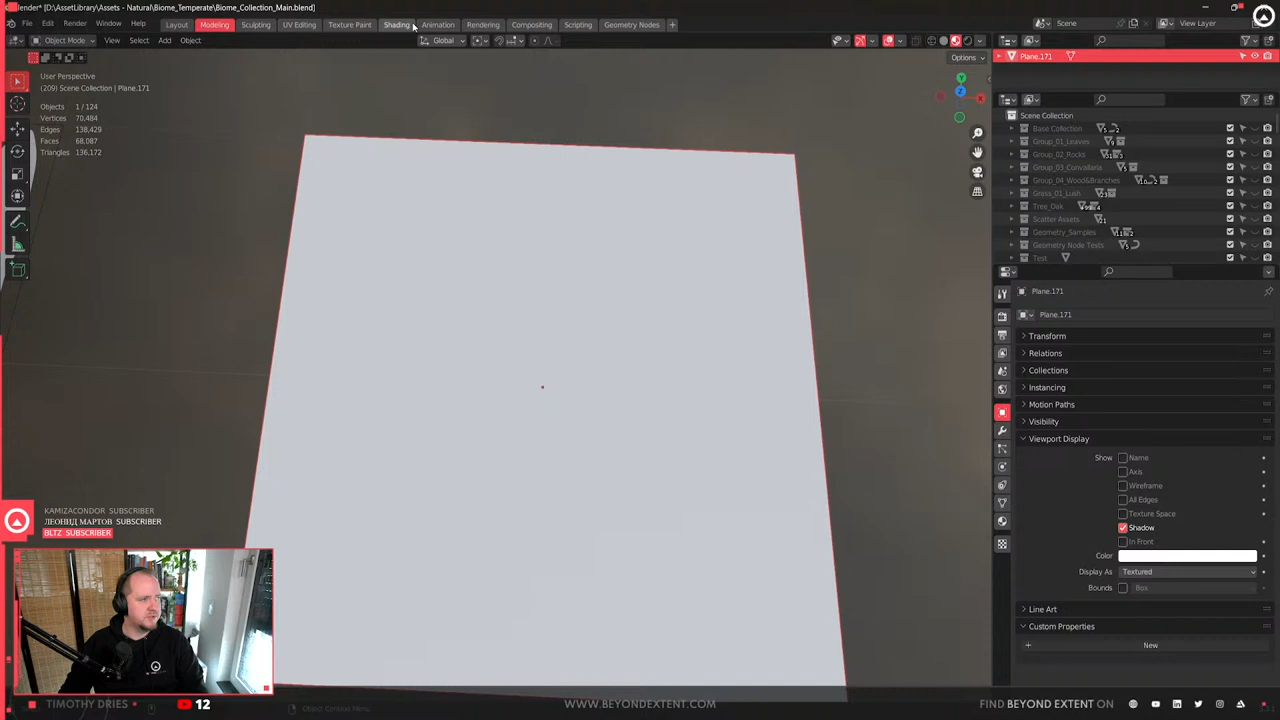 Blender* [D:\AssetLibrary\Assets - Natural\Biome_Temperate\Biome_Collection_Main.blend]
File Edit Render Window Help Layout Modeling Sculpting UV Editing Texture Paint Shading Animation Rendering Compositing Scripting Geometry Nodes + Scene View Layer
Object Mode View Select Add Object Global
Options
User Perspective
(209) Scene Collection | Plane.171
Objects 1 / 124
Vertices 70,484
Edges 138,429
Faces 68,087
Triangles 136,172
Y
Z
X
Plane.171
Scene Collection
Base Collection
Group_01_Leaves
Group_02_Rocks
Group_03_Convallaria
Group_04_Wood&Branches
Grass_01_Lush
Tree_Oak
Scatter Assets
Geometry_Samples
Geometry Node Tests
Test
Plane.171
Plane.171
Transform
Relations
Collections
Instancing
Motion Paths
Visibility
Viewport Display
Show Name
Axis
Wireframe
All Edges
Texture Space
Shadow
In Front
Color
Display As Textured
Bounds Box
Line Art
Custom Properties
+ New
KAMIZACONDOR SUBSCRIBER
ЛЕОНИД МАРТОВ SUBSCRIBER
BLTZ SUBSCRIBER
TIMOTHY DRIES 12 WWW.BEYONDEXTENT.COM FIND BEYOND EXTENT ON
Object Context Menu